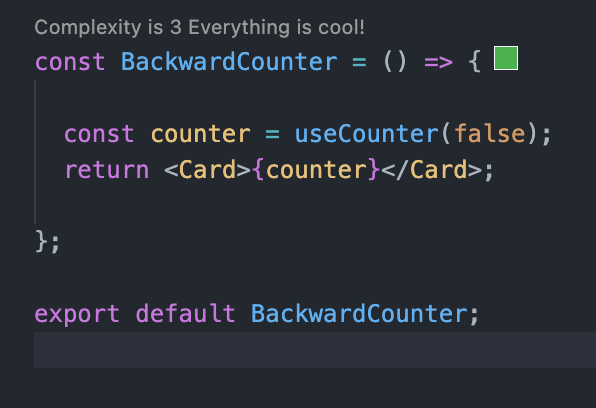 Complexity is 3 Everything is cool!
const BackwardCounter = () => {
const counter = useCounter(false);
return <Card>{counter}</Card>;
};
export default BackwardCounter;